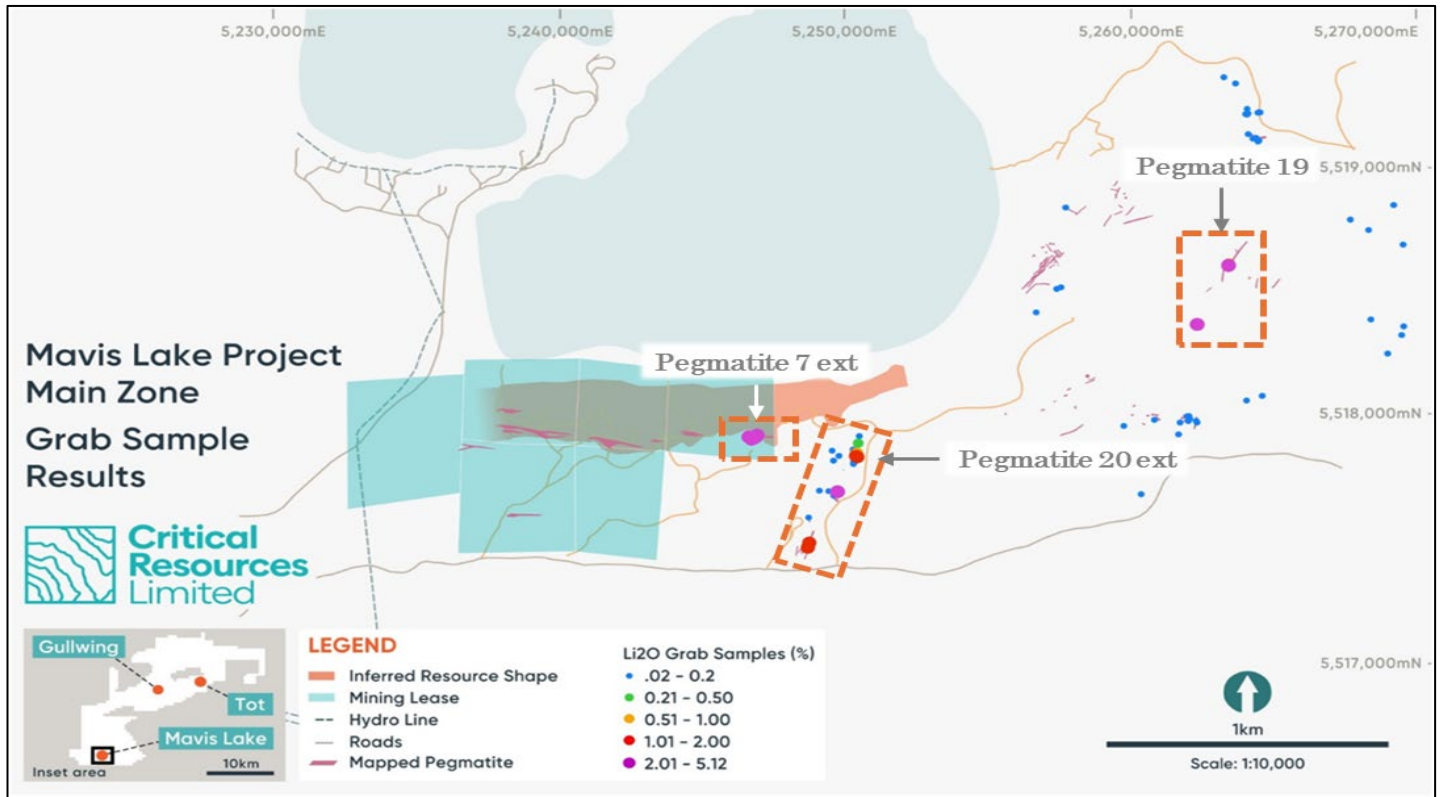 5,230,000mE
5,240,000mE
5,250,000mE
5,260,000mE
5,270,000mE
Pegmatite 19
5,519,000mN
Mavis Lake Project
Main Zone
Grab Sample
Results
Pegmatite 7 ext
5,518,000mN
Pegmatite 20 ext
Critical
Resources
Limited
Gullwing
Tot
Mavis Lake
Inset area
10km
LEGEND
Inferred Resource Shape
Mining Lease
Hydro Line
Roads
Mapped Pegmatite
Li2O Grab Samples (%)
.02 - 0.2
0.21 - 0.50
0.51 - 1.00
1.01 - 2.00
2.01 - 5.12
5,517,000mN
1km
Scale: 1:10,000